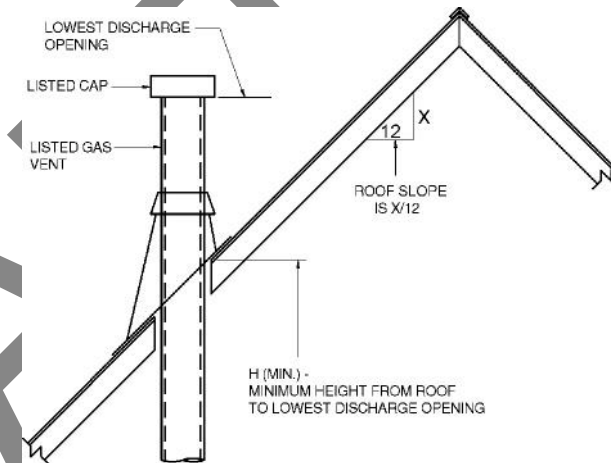 LOWEST DISCHARGE
OPENING
LISTED CAP
LISTED GAS
VENT
12
X
ROOF SLOPE
IS X/12
H (MIN.) -
MINIMUM HEIGHT FROM ROOF
TO LOWEST DISCHARGE OPENING